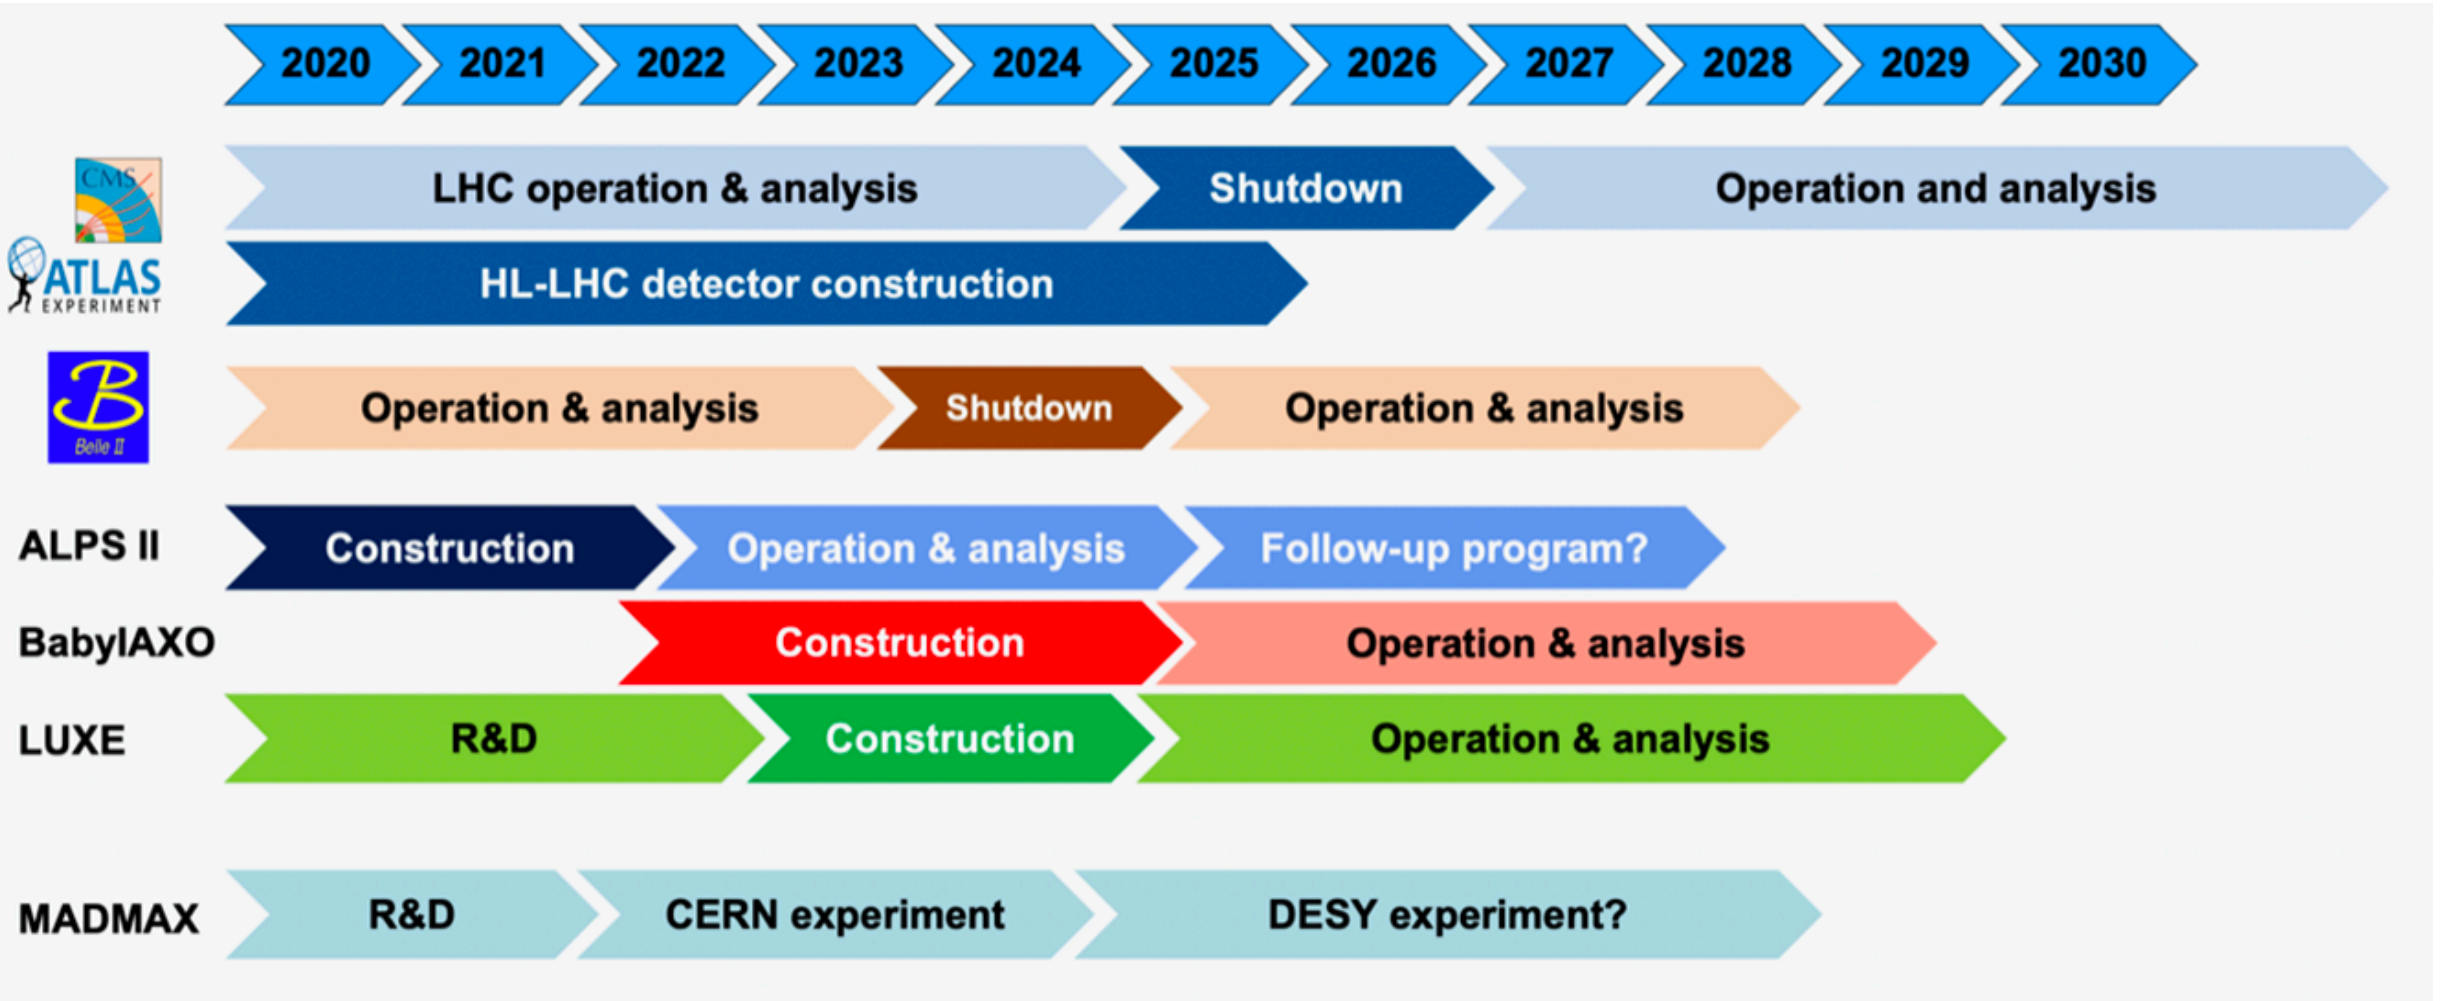 2020 2021 2022 2023 2024 2025 2026 2027 2028 2029 2030
CMS
LHC operation & analysis Shutdown Operation and analysis
ATLAS
EXPERIMENT
HL-LHC detector construction
B
Belle II
Operation & analysis Shutdown Operation & analysis
ALPS II Construction Operation & analysis Follow-up program?
BabyIAXO Construction Operation & analysis
LUXE R&D Construction Operation & analysis
MADMAX R&D CERN experiment DESY experiment?